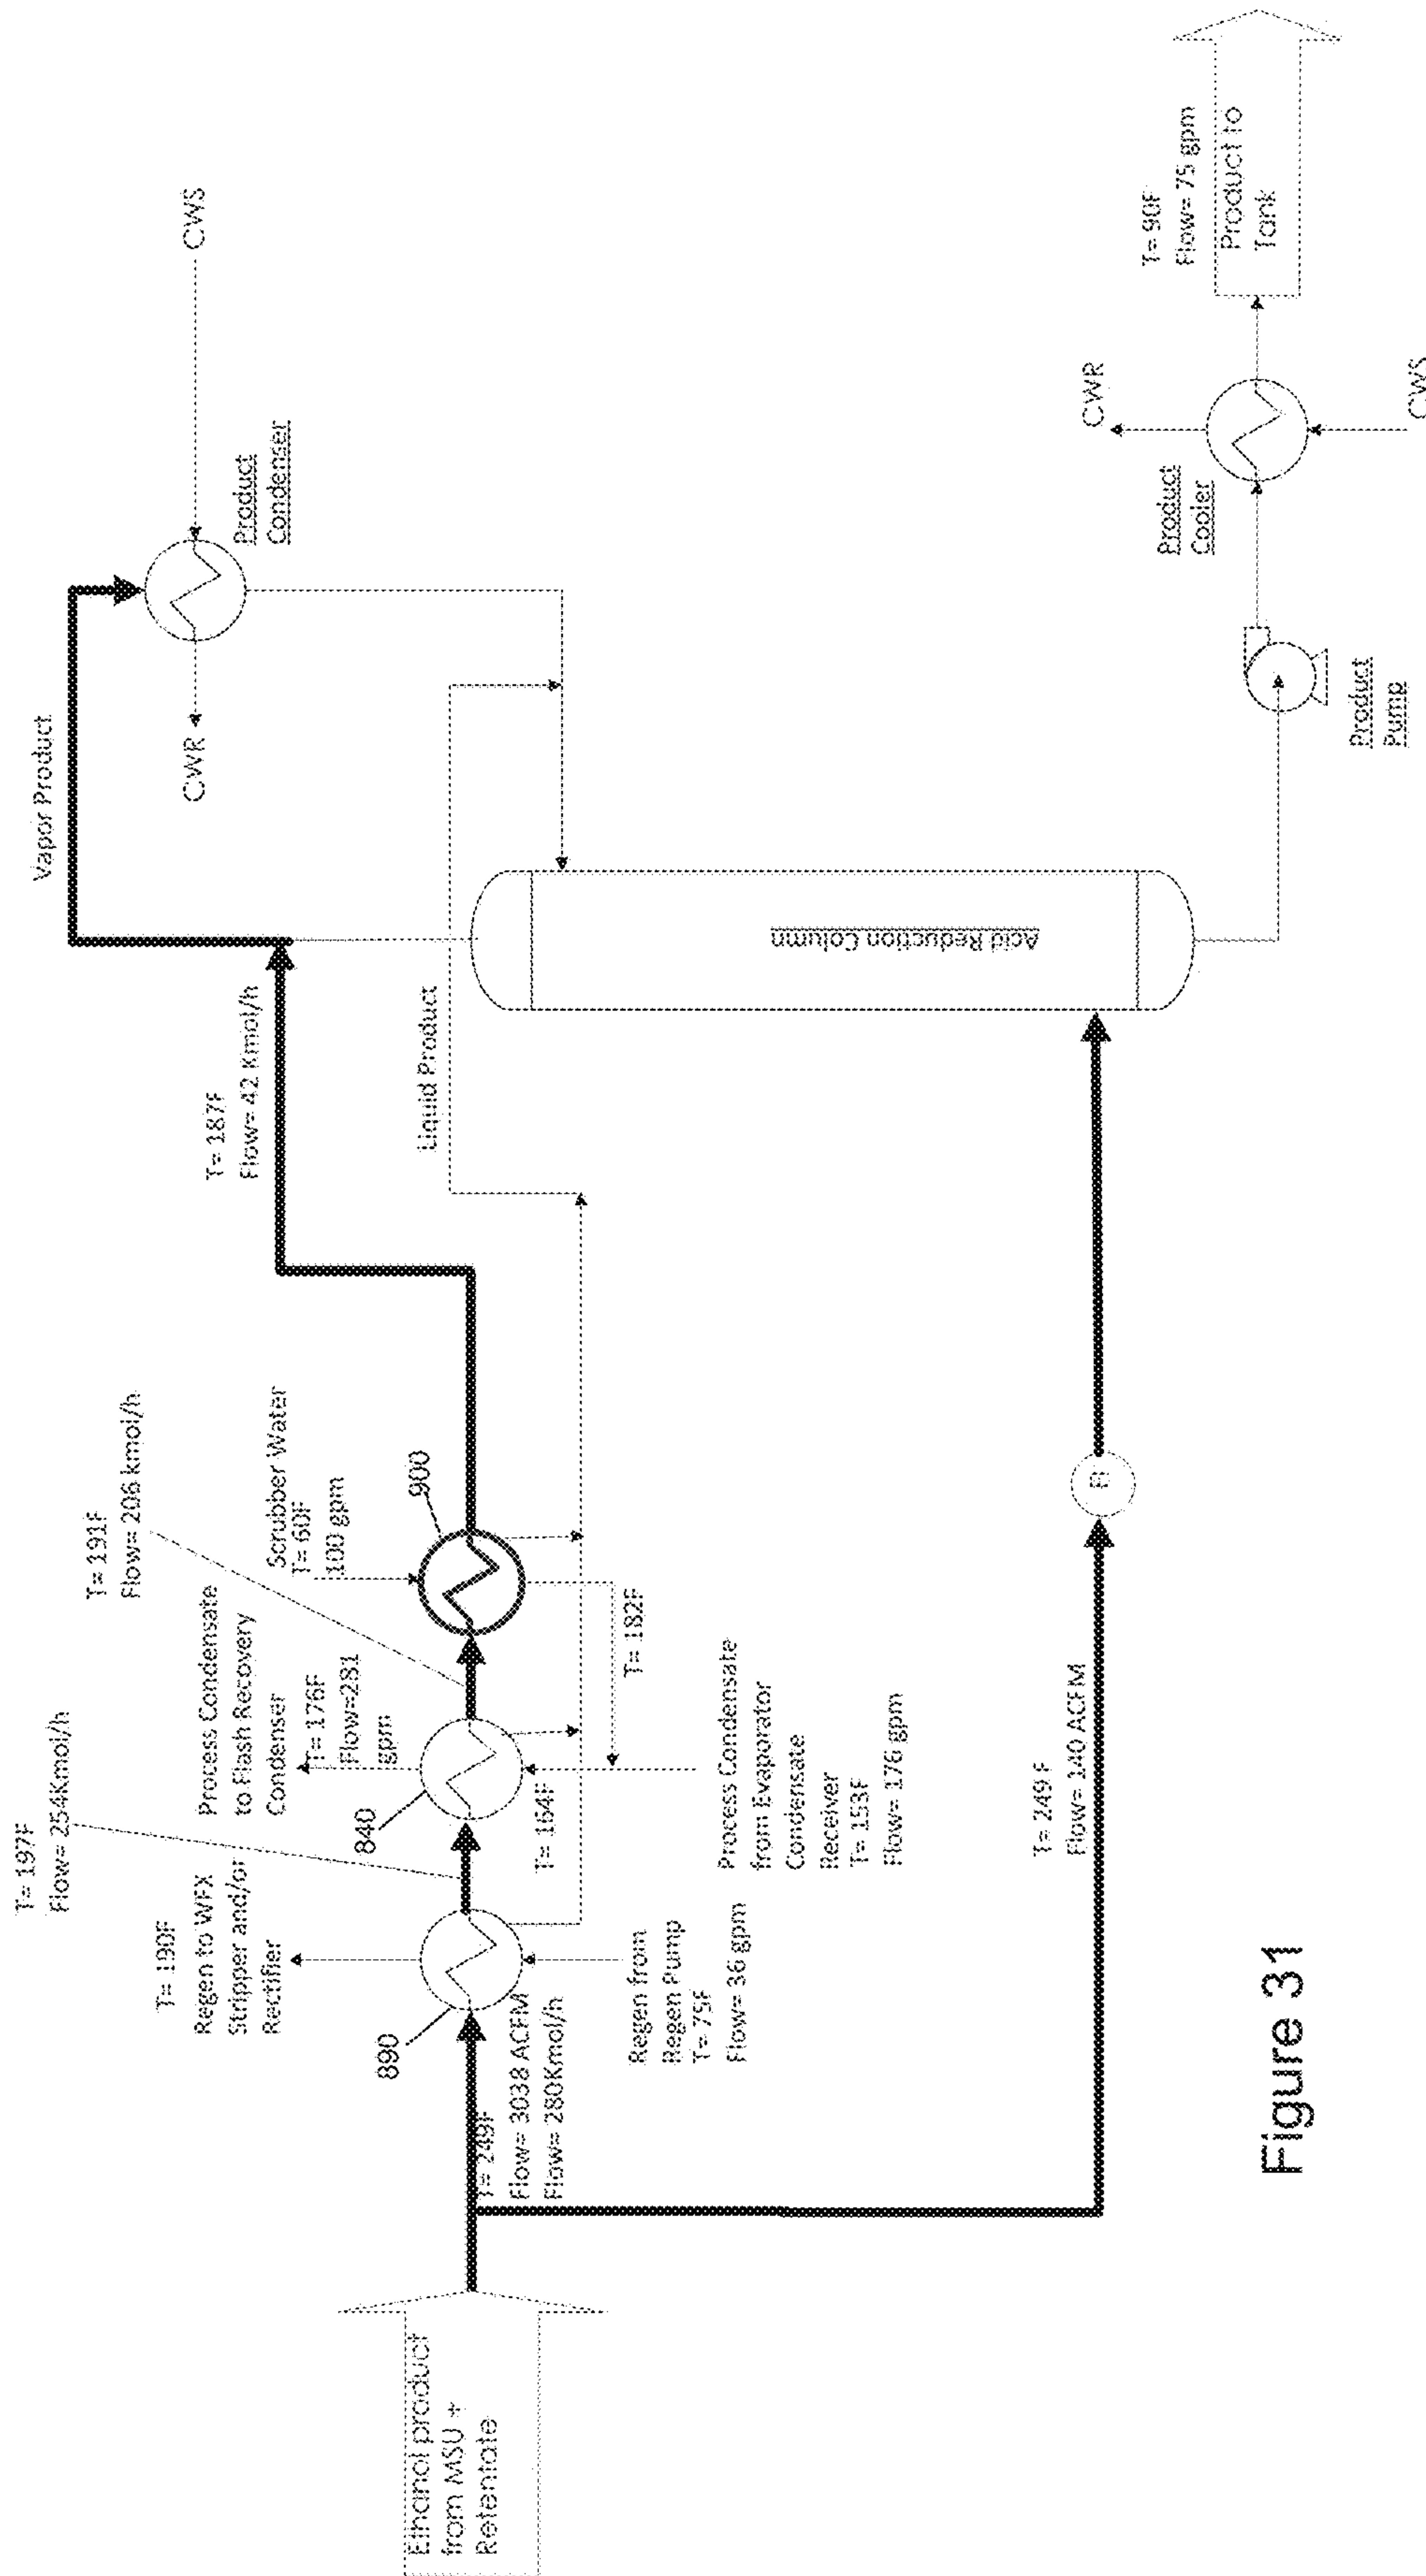 Ethanol product
from MSU +
Retentate
T= 249F
Flow= 3038 ACFM
Flow= 280Kmol/h
890
T= 190F
Regen to WFX
Stripper and/or
Rectifier
Regen from
Regen Pump
T= 75F
Flow= 36 gpm
T= 197F
Flow= 254Kmol/h
840
Process Condensate
to Flash Recovery
Condenser
T= 176F
Flow=281
gpm
T= 164F
Process Condensate
from Evaporator
Condensate
Receiver
T= 153F
Flow= 176 gpm
T= 182F
T= 191F
Flow= 206 kmol/h
Scrubber Water
T= 60F
100 gpm
900
T= 187F
Flow= 42 Kmol/h
Liquid Product
Vapor Product
CWR
CWS
Product
Condenser
Acid Reduction Column
T= 249 F
Flow= 140 ACFM
FI
Product
Pump
Product
Cooler
CWR
CWS
T= 90F
Flow= 75 gpm
Product to
Tank
Figure 31